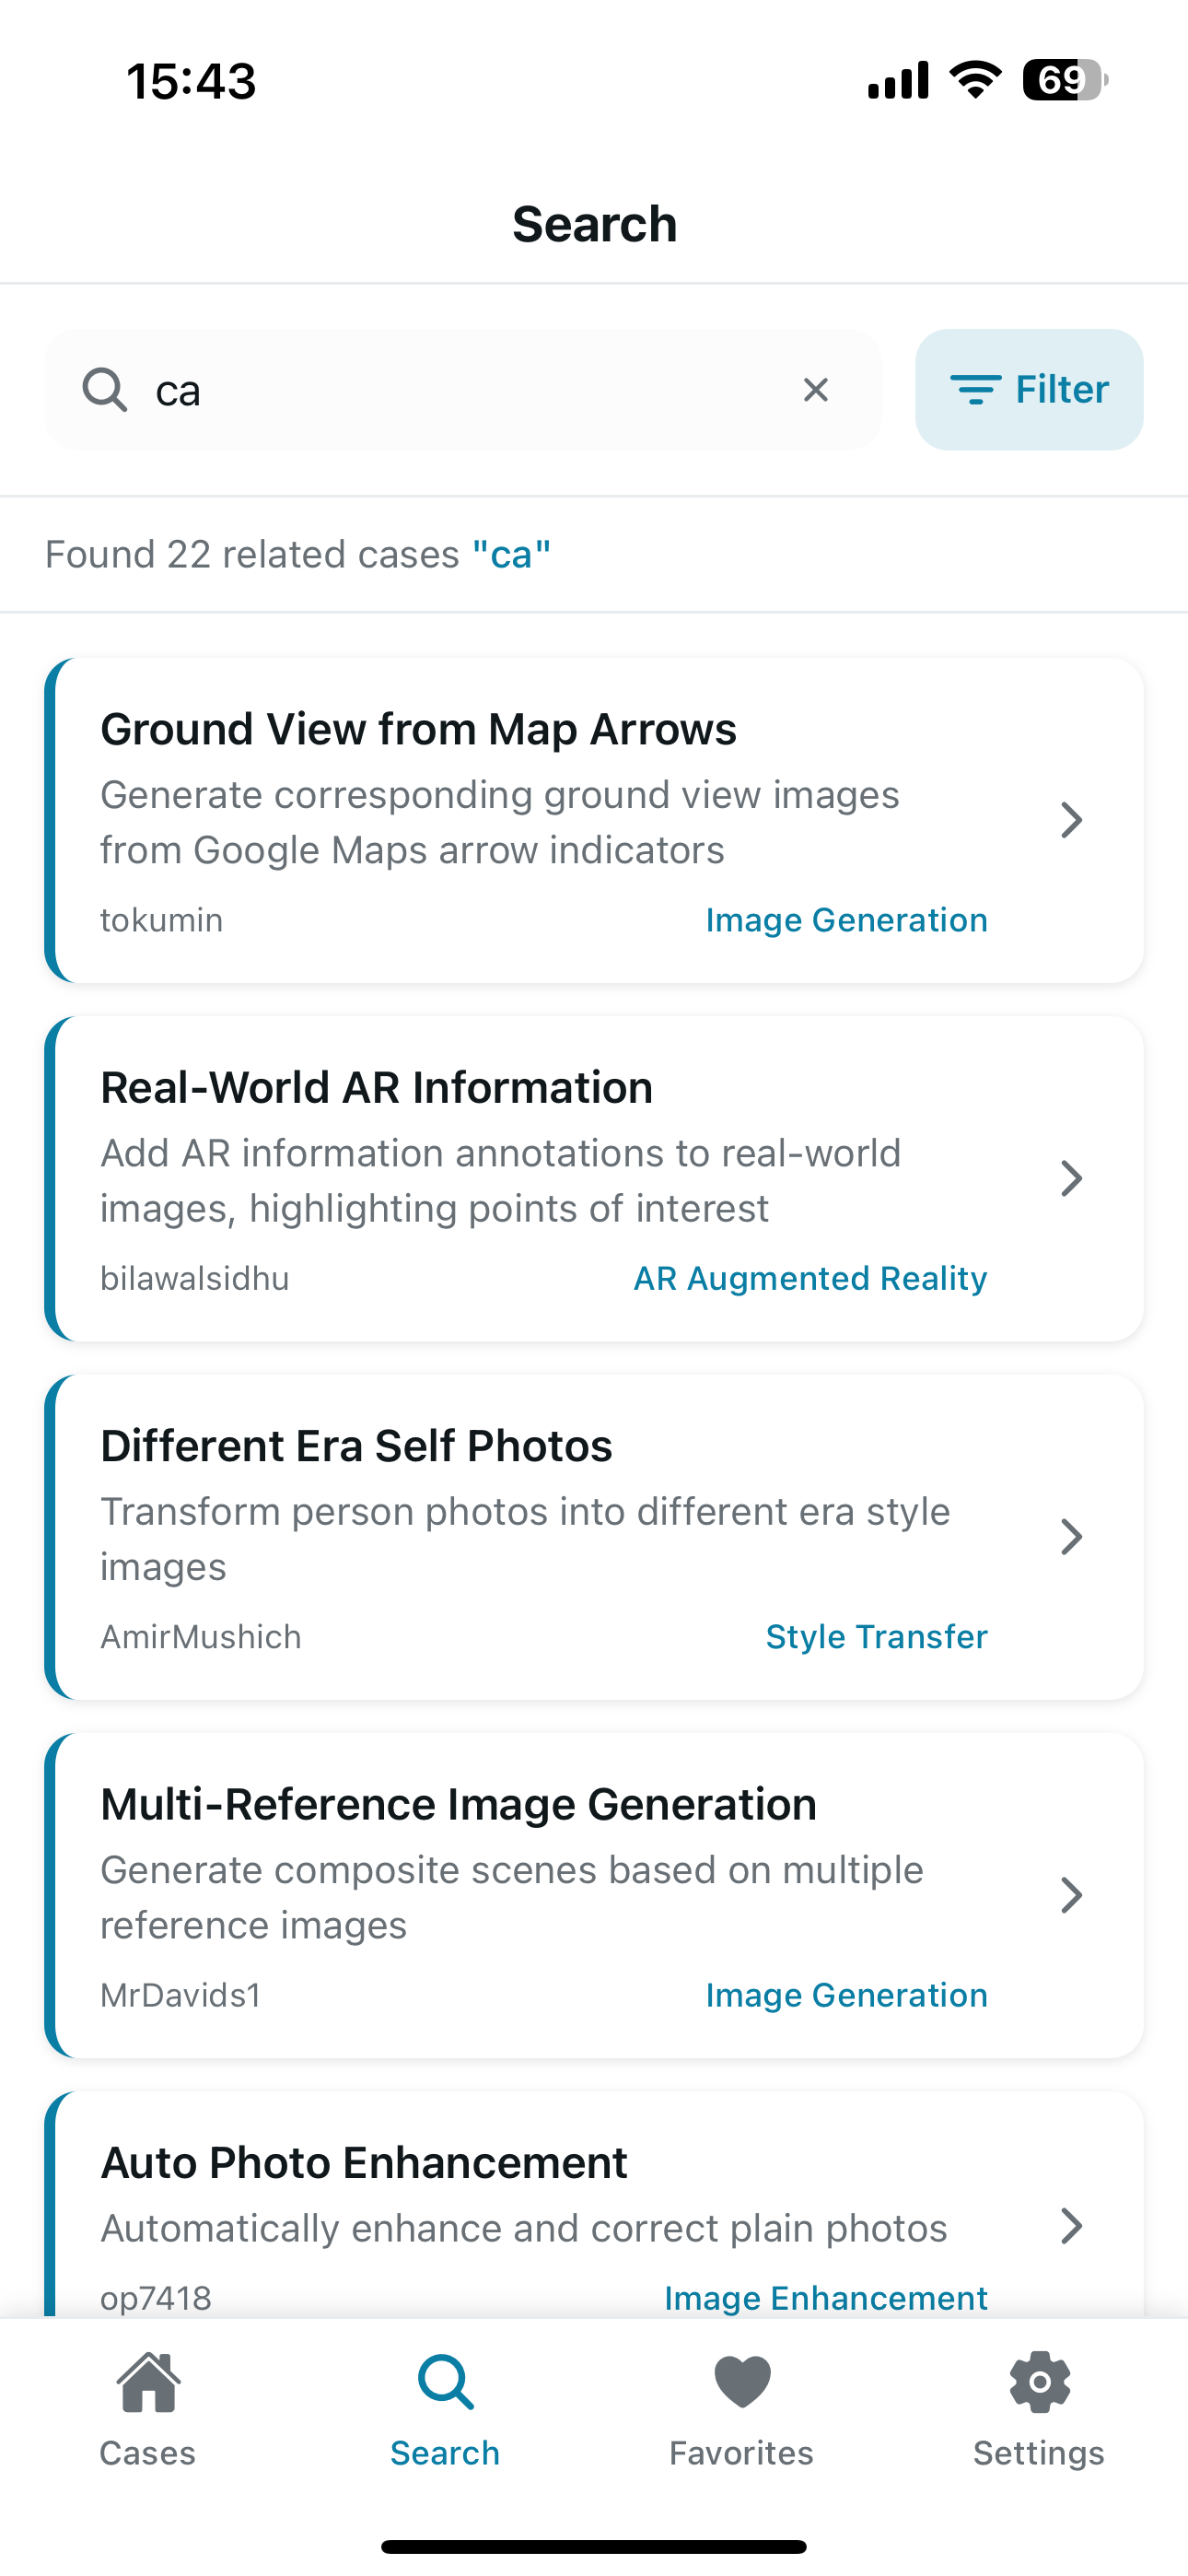 15:43
69
Search
ca
Filter
Found 22 related cases "ca"
Ground View from Map Arrows
Generate corresponding ground view images
from Google Maps arrow indicators
tokumin
Image Generation
Real-World AR Information
Add AR information annotations to real-world
images, highlighting points of interest
bilawalsidhu
AR Augmented Reality
Different Era Self Photos
Transform person photos into different era style
images
AmirMushich
Style Transfer
Multi-Reference Image Generation
Generate composite scenes based on multiple
reference images
MrDavids1
Image Generation
Auto Photo Enhancement
Automatically enhance and correct plain photos
op7418
Image Enhancement
Cases
Search
Favorites
Settings